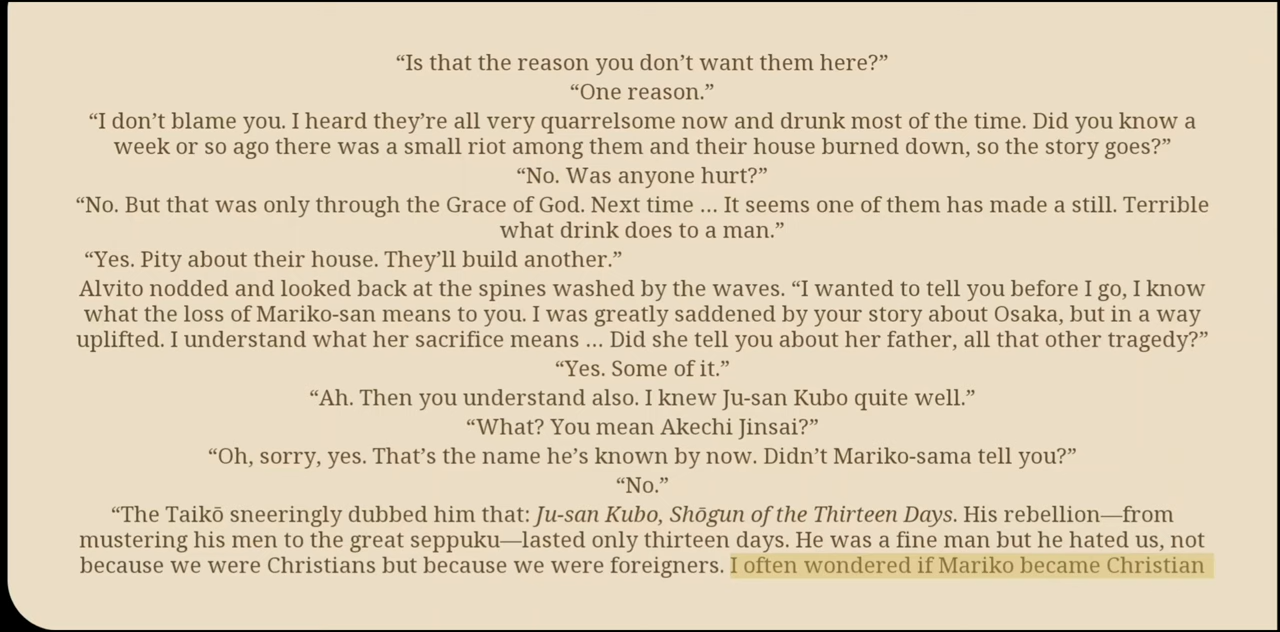 “Is that the reason you don’t want them here?”
“One reason.”
“I don’t blame you. I heard they’re all very quarrelsome now and drunk most of the time. Did you know a
week or so ago there was a small riot among them and their house burned down, so the story goes?”
“No. Was anyone hurt?”
“No. But that was only through the Grace of God. Next time … It seems one of them has made a still. Terrible
what drink does to a man.”
“Yes. Pity about their house. They’ll build another.”
Alvito nodded and looked back at the spines washed by the waves. “I wanted to tell you before I go, I know
what the loss of Mariko-san means to you. I was greatly saddened by your story about Osaka, but in a way
uplifted. I understand what her sacrifice means … Did she tell you about her father, all that other tragedy?”
“Yes. Some of it.”
“Ah. Then you understand also. I knew Ju-san Kubo quite well.”
“What? You mean Akechi Jinsai?”
“Oh, sorry, yes. That’s the name he’s known by now. Didn’t Mariko-sama tell you?”
“No.”
“The Taikō sneeringly dubbed him that: Ju-san Kubo, Shōgun of the Thirteen Days. His rebellion—from
mustering his men to the great seppuku—lasted only thirteen days. He was a fine man but he hated us, not
because we were Christians but because we were foreigners. I often wondered if Mariko became Christian